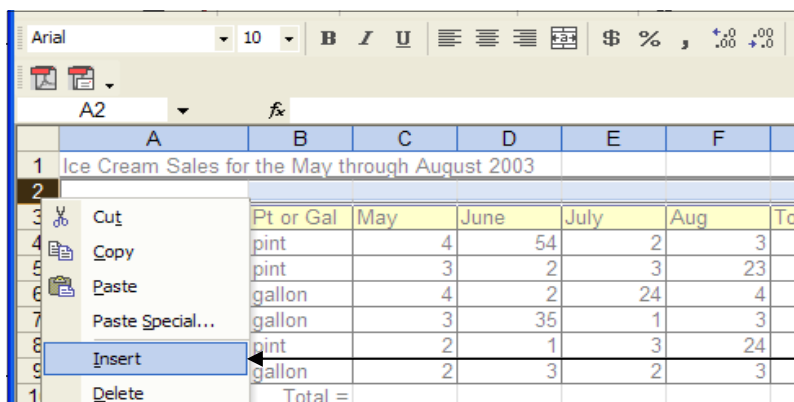 Arial 10 B I U $ % , .00 .0
A2 fx
A B C D E F
1 Ice Cream Sales for the May through August 2003
2
3 Cut Pt or Gal May June July Aug
4 Copy pint 4 54 2 3
5 pint 3 2 3 23
6 Paste gallon 4 2 24 4
7 Paste Special... gallon 3 35 1 3
8 pint 2 1 3 24
9 Insert gallon 2 3 2 3
Delete Total =